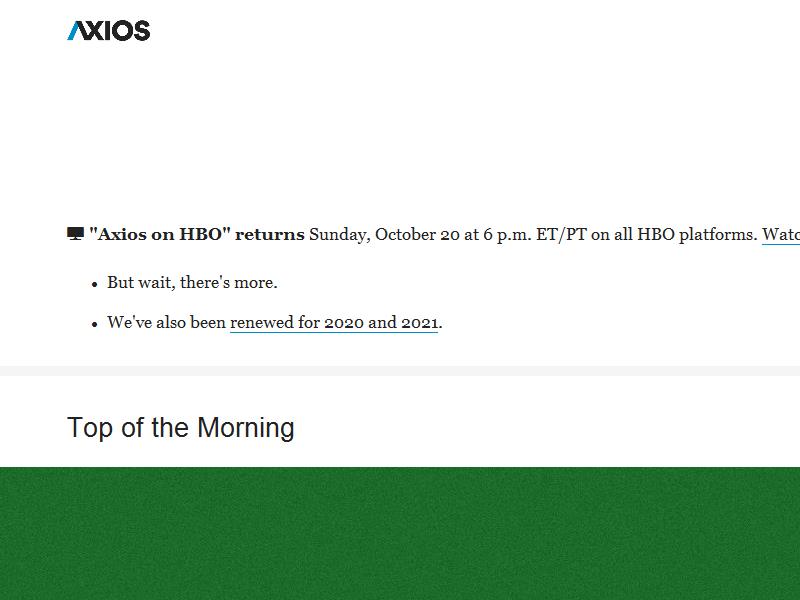 AXIOS
"Axios on HBO" returns Sunday, October 20 at 6 p.m. ET/PT on all HBO platforms.
But wait, there's more.
We've also been renewed for 2020 and 2021.
Top of the Morning